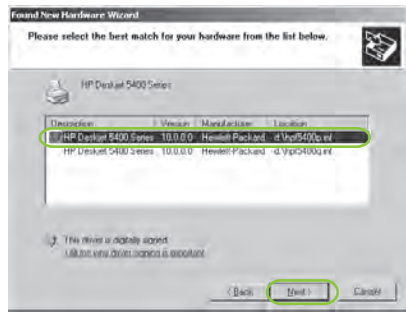 Found New Hardware Wizard
Please select the best match for your hardware from the list below.
HP Deskjet 5400 Series
Description Version Manufacturer Location
HP Deskjet 5400 Series 10.0.0.0 Hewlett-Packard d:\hpf5400p.inf
HP Deskjet 5400 Series 10.0.0.0 Hewlett-Packard d:\hpf5400q.inf
This driver is digitally signed.
Tell me why driver signing is important
< Back Next > Cancel